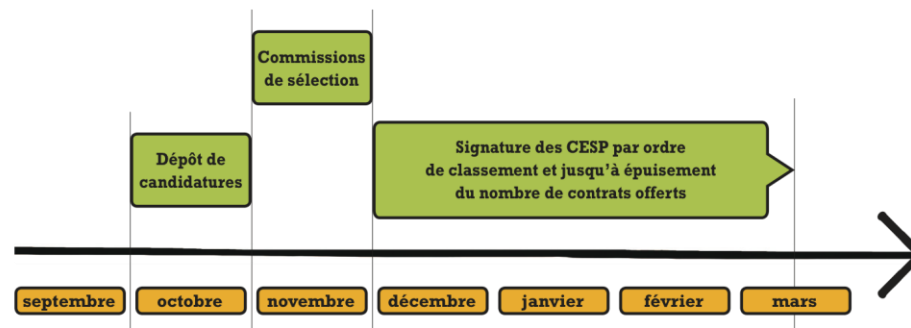 Commissions
de sélection
Dépôt de
candidatures
Signature des CESP par ordre
de classement et jusqu'à épuisement
du nombre de contrats offerts
septembre
octobre
novembre
décembre
janvier
février
mars